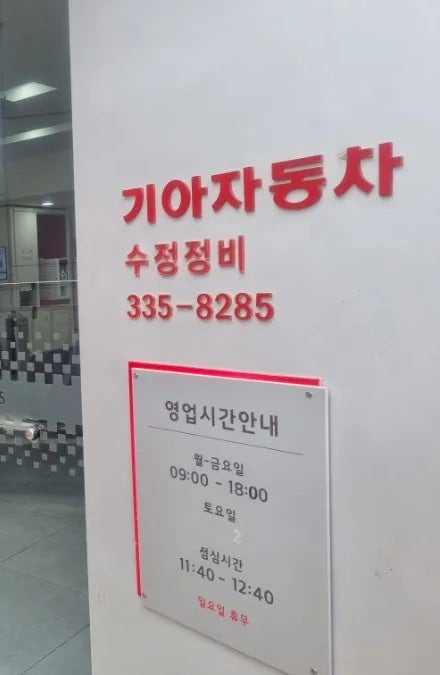 기아자동차
수정정비
335-8285
영업시간안내
월-금요일
09:00 - 18:00
토요일
2
점심시간
11:40 - 12:40
일요일 휴무